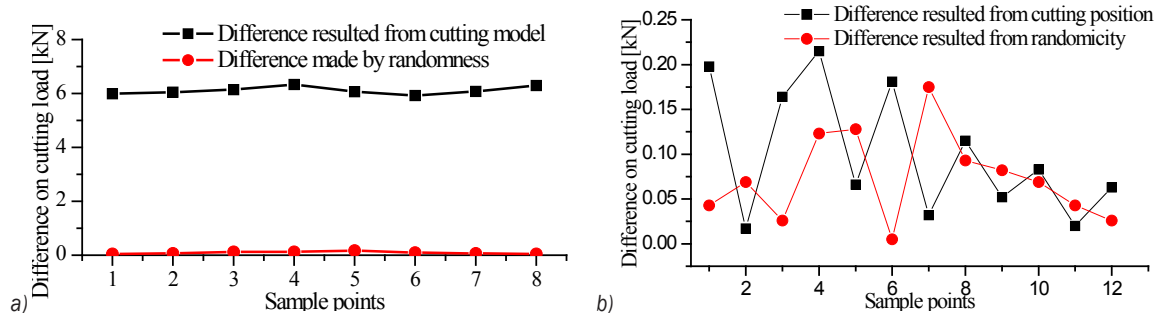 Difference on cutting load [kN]
8
6
4
2
0
Difference resulted from cutting model
Difference made by randomness
1 2 3 4 5 6 7 8
Sample points
a)
Difference on cutting load [kN]
0.25
0.20
0.15
0.10
0.05
0.00
Difference resulted from cutting position
Difference resulted from randomicity
2 4 6 8 10 12
Sample points
b)